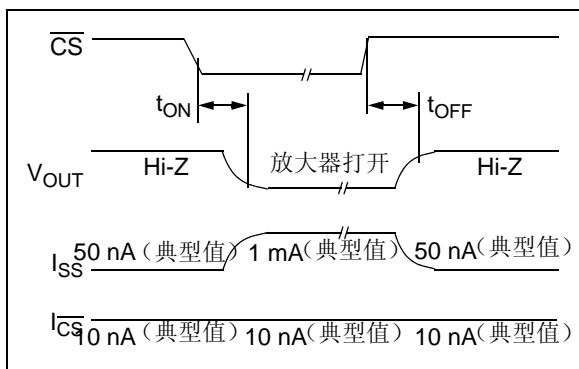 CS
tON
tOFF
VOUT
Hi-Z
放大器打开
Hi-Z
ISS
50 nA（典型值）
1 mA（典型值）
50 nA（典型值）
ICS
10 nA（典型值）
10 nA（典型值）
10 nA（典型值）